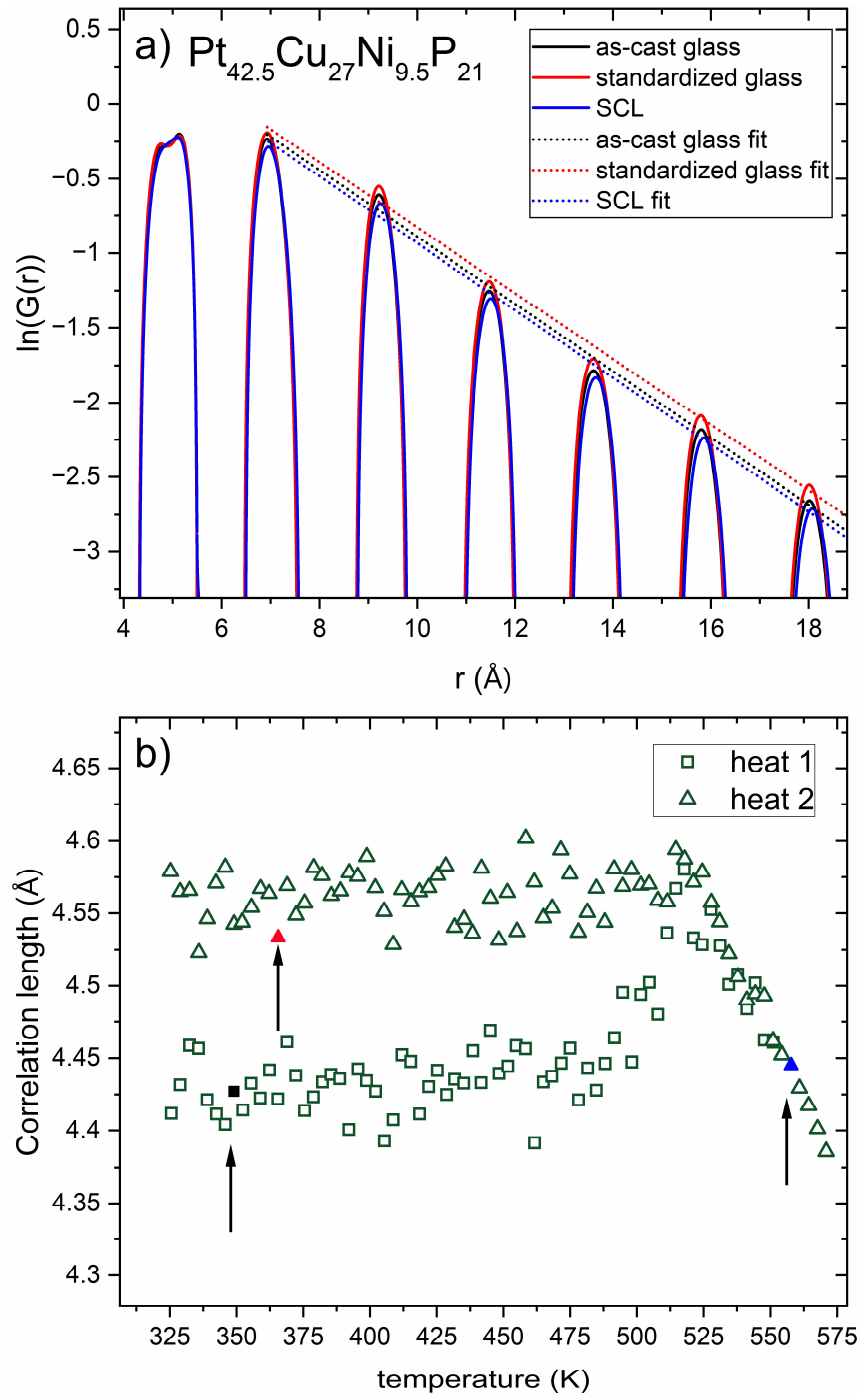 a) Pt42.5Cu27Ni9.5P21
as-cast glass
standardized glass
SCL
as-cast glass fit
standardized glass fit
SCL fit
ln(G(r))
0.5
0
−0.5
−1
−1.5
−2
−2.5
−3
4 6 8 10 12 14 16 18
r (Å)
b)
heat 1
heat 2
Correlation length (Å)
4.65
4.6
4.55
4.5
4.45
4.4
4.35
4.3
325 350 375 400 425 450 475 500 525 550 575
temperature (K)